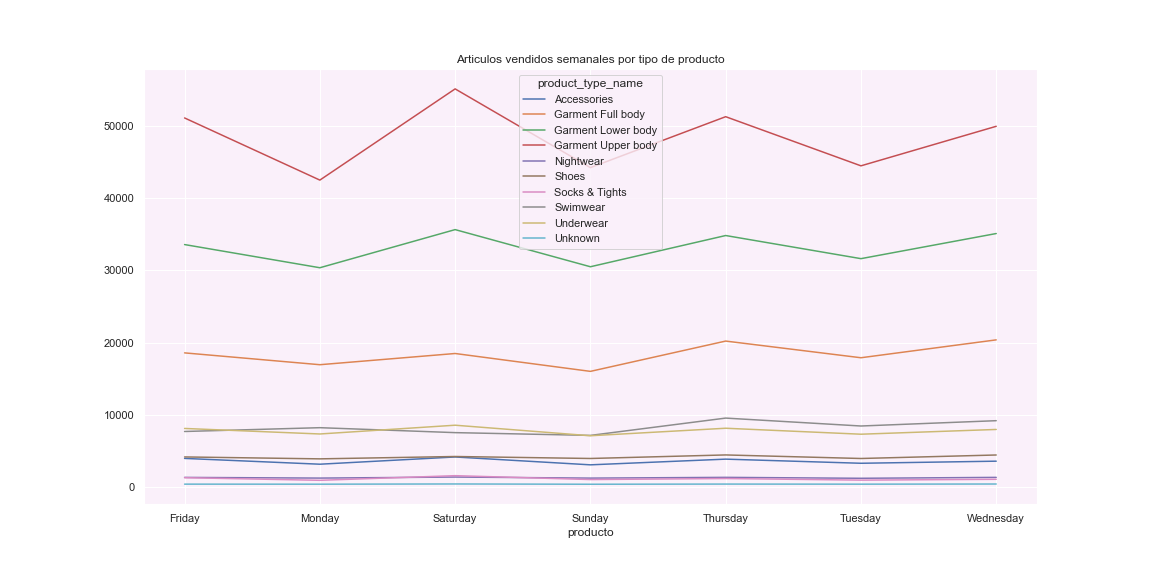 Articulos vendidos semanales por tipo de producto
product_type_name
Accessories
Garment Full body
Garment Lower body
Garment Upper body
Nightwear
Shoes
Socks & Tights
Swimwear
Underwear
Unknown
50000
40000
30000
20000
10000
0
Friday Monday Saturday Sunday Thursday Tuesday Wednesday
producto